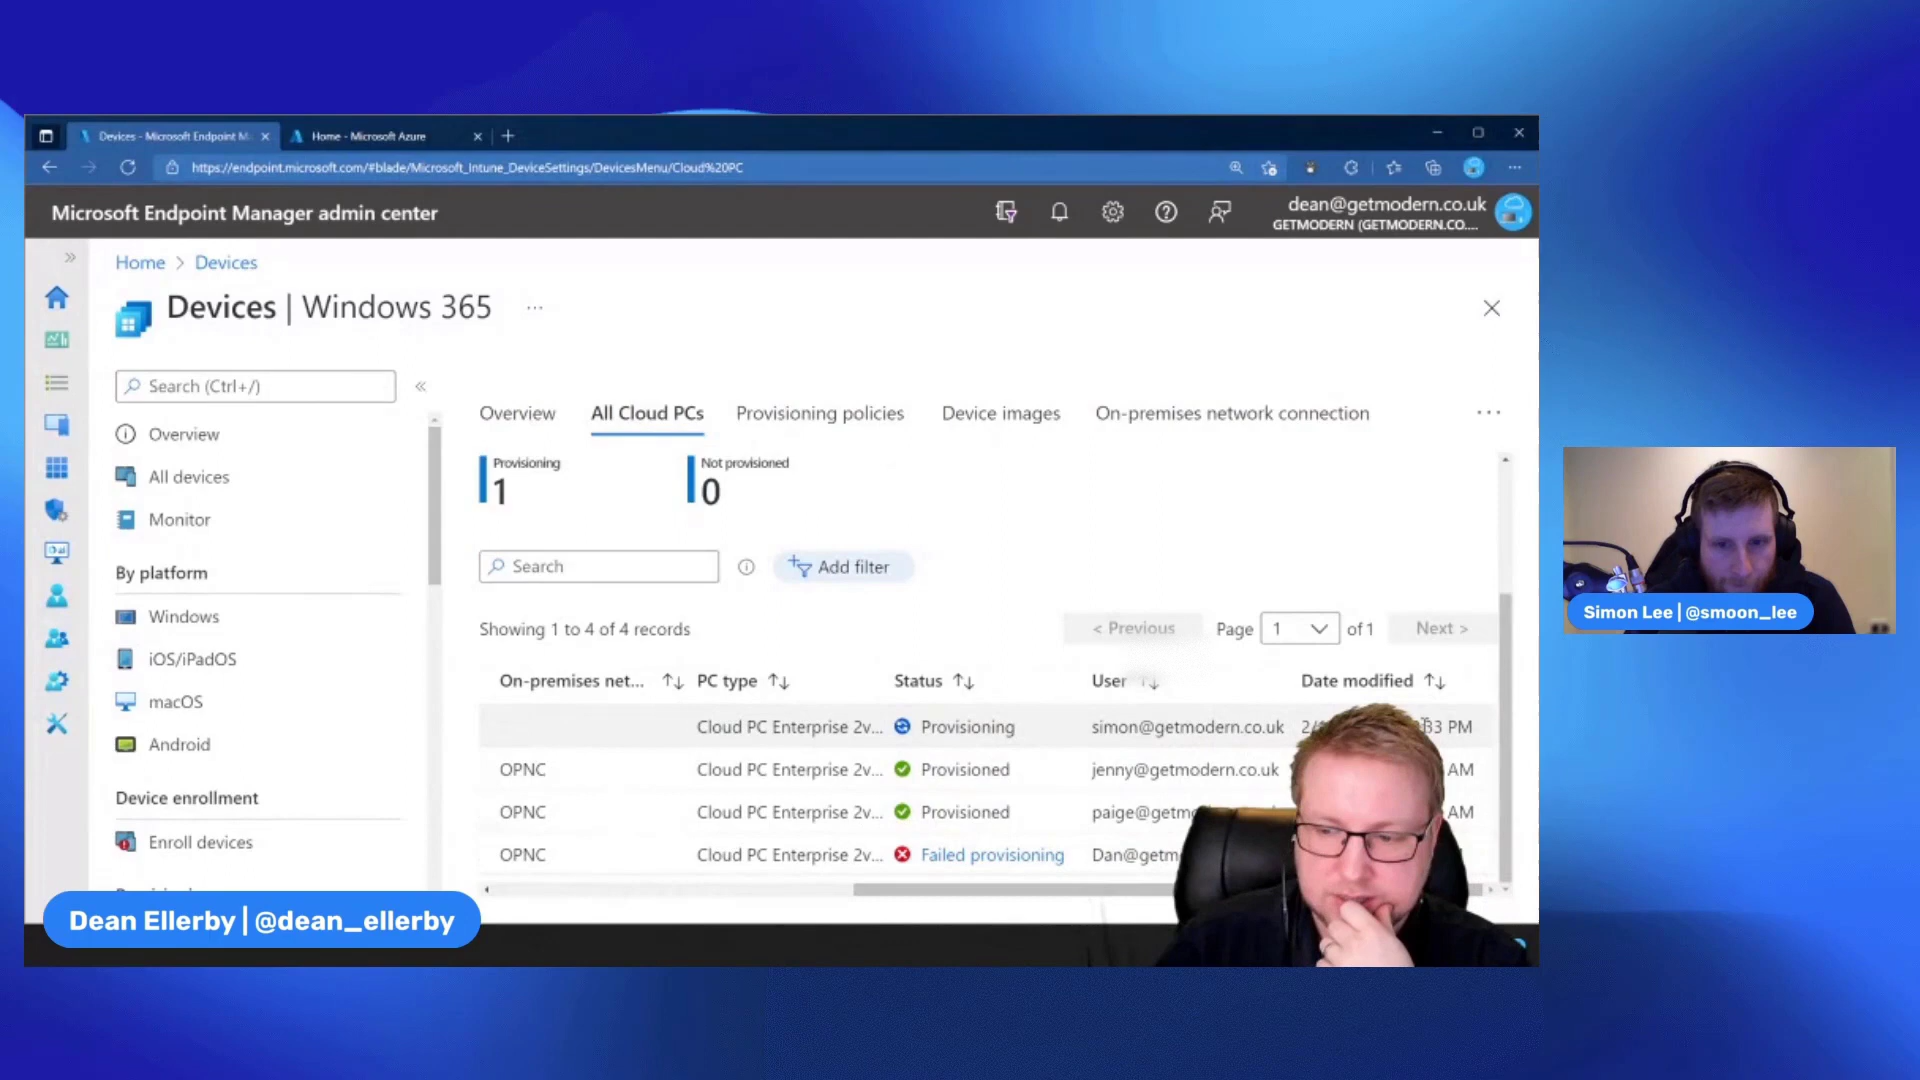 Devices - Microsoft Endpoint M
Home - Microsoft Azure
https://endpoint.microsoft.com/#blade/Microsoft_Intune_DeviceSettings/DevicesMenu/Cloud%20PC
Microsoft Endpoint Manager admin center
dean@getmodern.co.uk
GETMODERN (GETMODERN.CO....
Home > Devices
Devices | Windows 365 ...
Search (Ctrl+/)
Overview
All devices
Monitor
By platform
Windows
iOS/iPadOS
macOS
Android
Device enrollment
Enroll devices
Overview All Cloud PCs Provisioning policies Device images On-premises network connection
Provisioning
1
Not provisioned
0
Search
Add filter
Showing 1 to 4 of 4 records
< Previous Page 1 of 1 Next >
On-premises net... PC type Status User Date modified
Cloud PC Enterprise 2v... Provisioning simon@getmodern.co.uk 33 PM
OPNC Cloud PC Enterprise 2v... Provisioned jenny@getmodern.co.uk AM
OPNC Cloud PC Enterprise 2v... Provisioned paige@getm AM
OPNC Cloud PC Enterprise 2v... Failed provisioning Dan@getm
Dean Ellerby | @dean_ellerby
Simon Lee | @smoon_lee